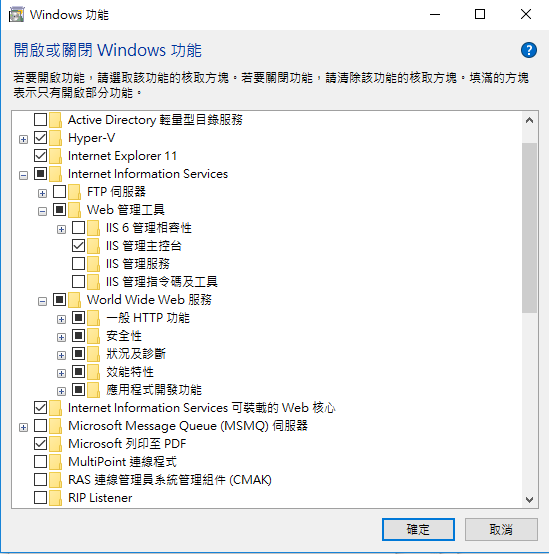 Windows 功能
開啟或關閉 Windows 功能
若要開啟功能，請選取該功能的核取方塊。若要關閉功能，請清除該功能的核取方塊。填滿的方塊
表示只有開啟部分功能。
Active Directory 輕量型目錄服務
Hyper-V
Internet Explorer 11
Internet Information Services
FTP 伺服器
Web 管理工具
IIS 6 管理相容性
IIS 管理主控台
IIS 管理服務
IIS 管理指令碼及工具
World Wide Web 服務
一般 HTTP 功能
安全性
狀況及診斷
效能特性
應用程式開發功能
Internet Information Services 可裝載的 Web 核心
Microsoft Message Queue (MSMQ) 伺服器
Microsoft 列印至 PDF
MultiPoint 連線程式
RAS 連線管理員系統管理組件 (CMAK)
RIP Listener
確定
取消